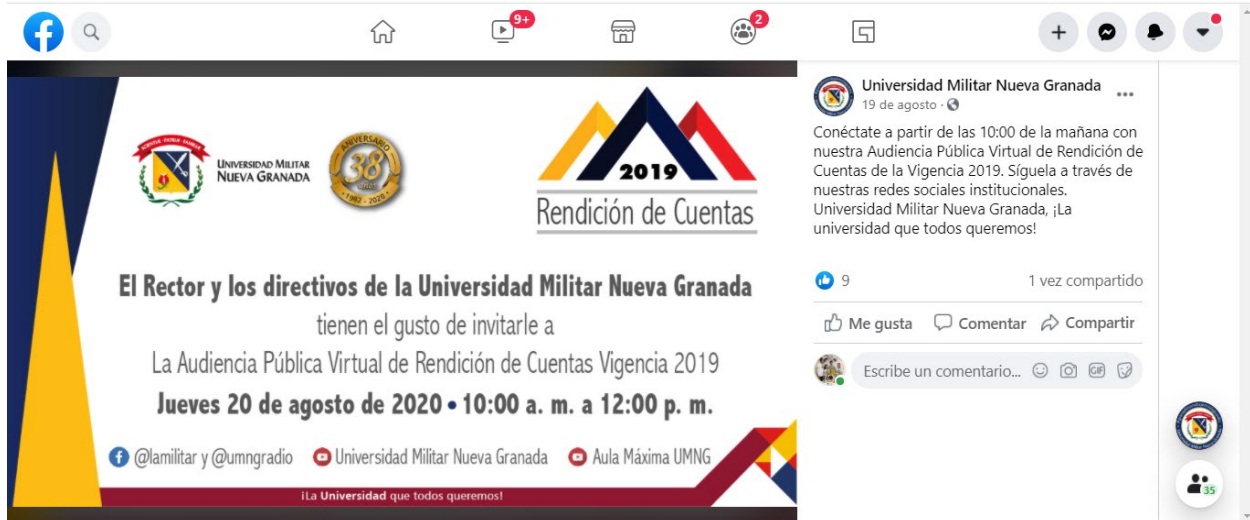 9+
2
UNIVERSIDAD MILITAR
NUEVA GRANADA
ANIVERSARIO
38
años
1982 - 2020
2019
Rendición de Cuentas
El Rector y los directivos de la Universidad Militar Nueva Granada
tienen el gusto de invitarle a
La Audiencia Pública Virtual de Rendición de Cuentas Vigencia 2019
Jueves 20 de agosto de 2020 • 10:00 a. m. a 12:00 p. m.
@lamilitar y @umngradio Universidad Militar Nueva Granada Aula Máxima UMNG
¡La Universidad que todos queremos!
Universidad Militar Nueva Granada
19 de agosto ·
Conéctate a partir de las 10:00 de la mañana con
nuestra Audiencia Pública Virtual de Rendición de
Cuentas de la Vigencia 2019. Síguela a través de
nuestras redes sociales institucionales.
Universidad Militar Nueva Granada, ¡La
universidad que todos queremos!
9 1 vez compartido
Me gusta Comentar Compartir
Escribe un comentario... GIF
35